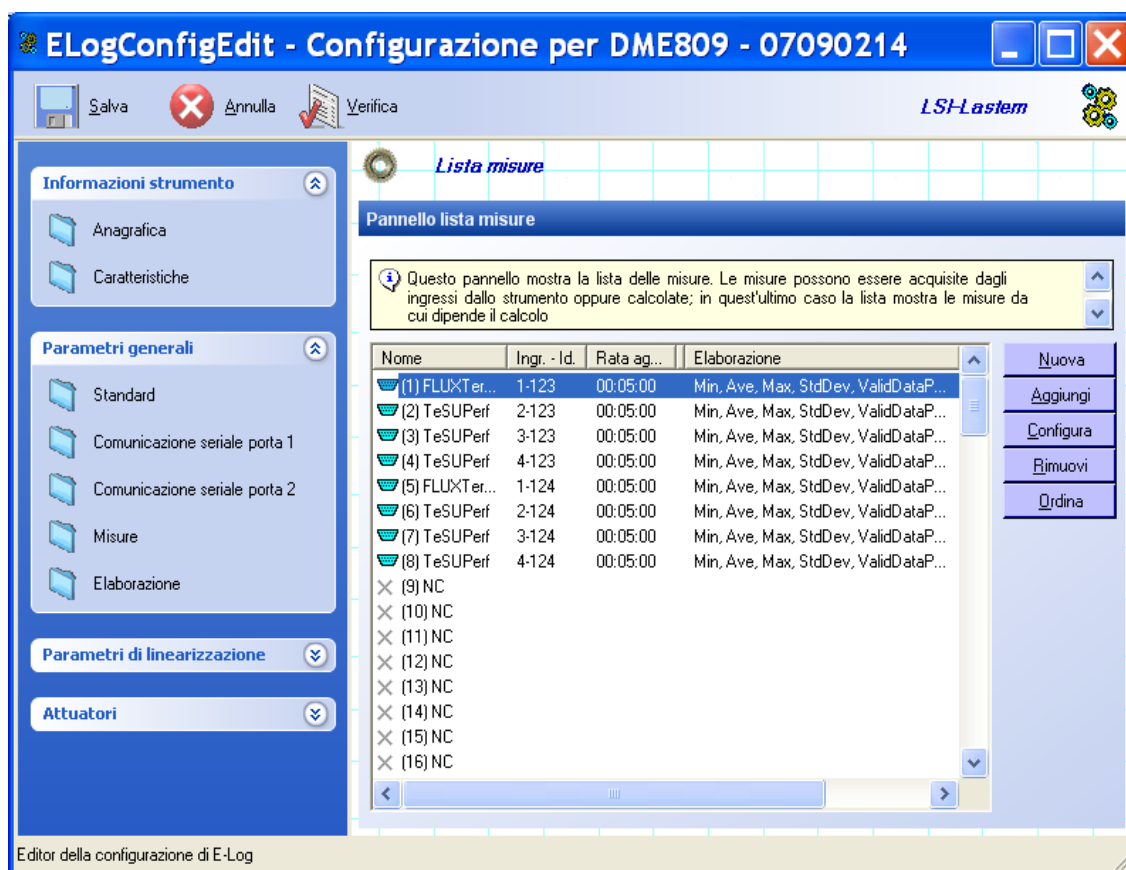 ELogConfigEdit - Configurazione per DME809 - 07090214
Salva
Annulla
Verifica
LSI-Lastem
Informazioni strumento
Anagrafica
Caratteristiche
Parametri generali
Standard
Comunicazione seriale porta 1
Comunicazione seriale porta 2
Misure
Elaborazione
Parametri di linearizzazione
Attuatori
Lista misure
Pannello lista misure
Questo pannello mostra la lista delle misure. Le misure possono essere acquisite dagli
ingressi dallo strumento oppure calcolate; in quest'ultimo caso la lista mostra le misure da
cui dipende il calcolo
Nome Ingr. - Id. Rata ag... Elaborazione
(1) FLUXTer... 1-123 00:05:00 Min, Ave, Max, StdDev, ValidDataP...
(2) TeSUPerf 2-123 00:05:00 Min, Ave, Max, StdDev, ValidDataP...
(3) TeSUPerf 3-123 00:05:00 Min, Ave, Max, StdDev, ValidDataP...
(4) TeSUPerf 4-123 00:05:00 Min, Ave, Max, StdDev, ValidDataP...
(5) FLUXTer... 1-124 00:05:00 Min, Ave, Max, StdDev, ValidDataP...
(6) TeSUPerf 2-124 00:05:00 Min, Ave, Max, StdDev, ValidDataP...
(7) TeSUPerf 3-124 00:05:00 Min, Ave, Max, StdDev, ValidDataP...
(8) TeSUPerf 4-124 00:05:00 Min, Ave, Max, StdDev, ValidDataP...
(9) NC
(10) NC
(11) NC
(12) NC
(13) NC
(14) NC
(15) NC
(16) NC
Nuova
Aggiungi
Configura
Rimuovi
Ordina
Editor della configurazione di E-Log